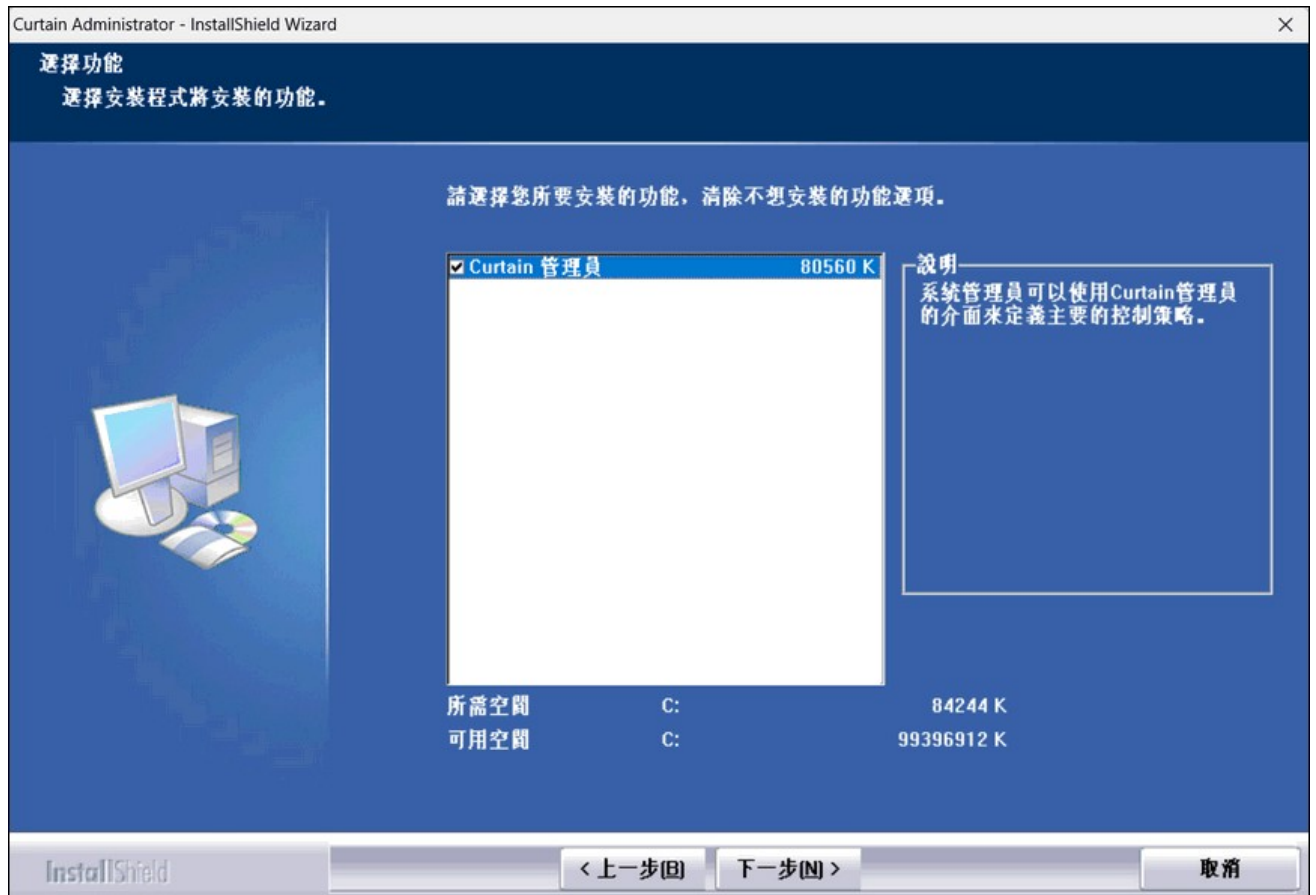 Curtain Administrator - InstallShield Wizard
選擇功能
選擇安裝程式將安裝的功能。
請選擇您所要安裝的功能，清除不想安裝的功能選項。
Curtain 管理員 80560 K
說明
系統管理員可以使用Curtain管理員
的介面來定義主要的控制策略。
所需空間 C: 84244 K
可用空間 C: 99396912 K
InstallShield
< 上一步(B) 下一步(N) > 取消